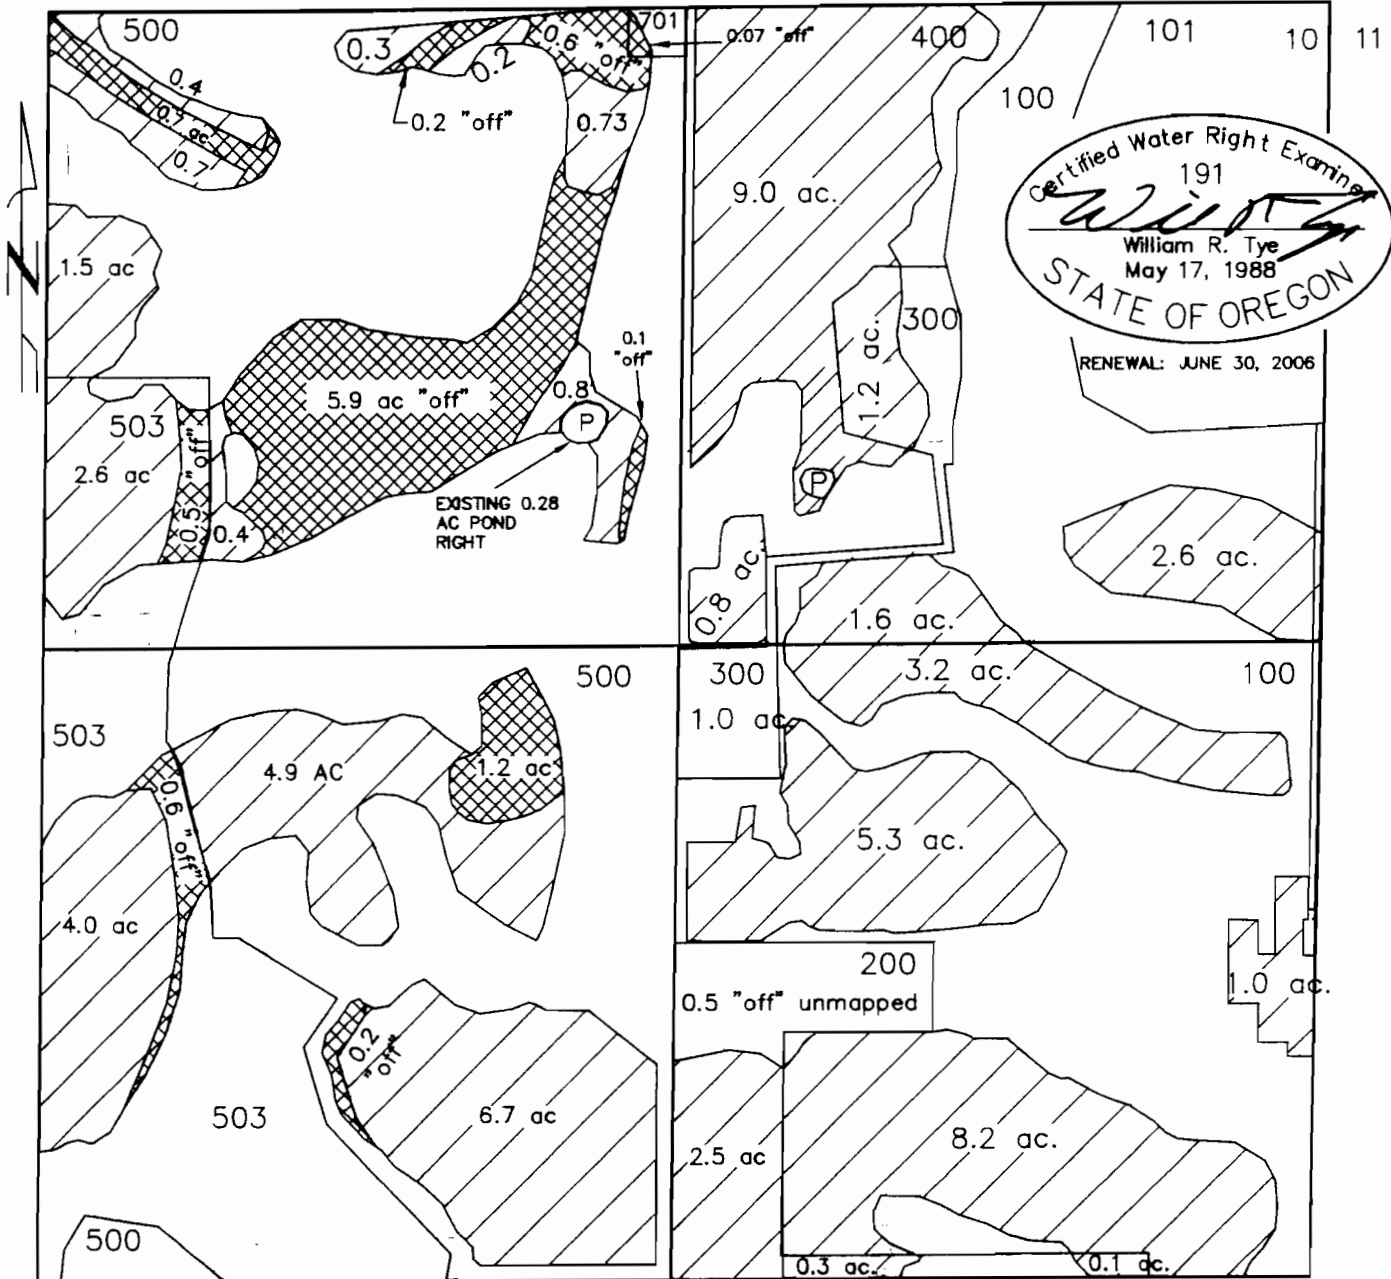 500
0.4
0.7 ac
0.7
1.5 ac
0.3
0.2
0.6 "off"
701
0.07 "off"
0.2 "off"
0.73
5.9 ac "off"
0.1
"off"
0.8
P
EXISTING 0.28
AC POND
RIGHT
503
2.6 ac
0.5 "off"
0.4
400
101
10 11
100
9.0 ac.
1.2 ac.
300
P
0.8 ac
2.6 ac.
1.6 ac.
Certified Water Right Examiner
191
William R. Tye
May 17, 1988
STATE OF OREGON
RENEWAL: JUNE 30, 2006
503
500
4.9 AC
1.2 ac
0.6 "off"
4.0 ac
0.2
"off"
6.7 ac
503
500
300
1.0 ac
3.2 ac.
100
5.3 ac.
200
0.5 "off" unmapped
1.0 ac.
2.5 ac
8.2 ac.
0.3 ac.
0.1 ac.